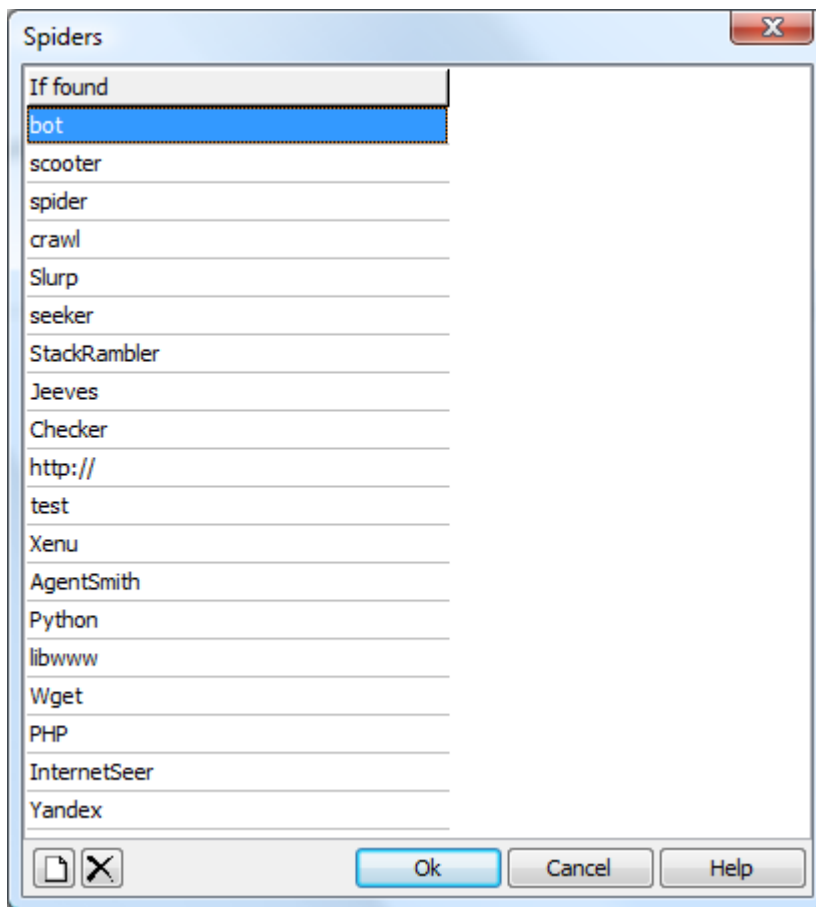 Spiders
If found
bot
scooter
spider
crawl
Slurp
seeker
StackRambler
Jeeves
Checker
http://
test
Xenu
AgentSmith
Python
libwww
Wget
PHP
InternetSeer
Yandex
Ok Cancel Help